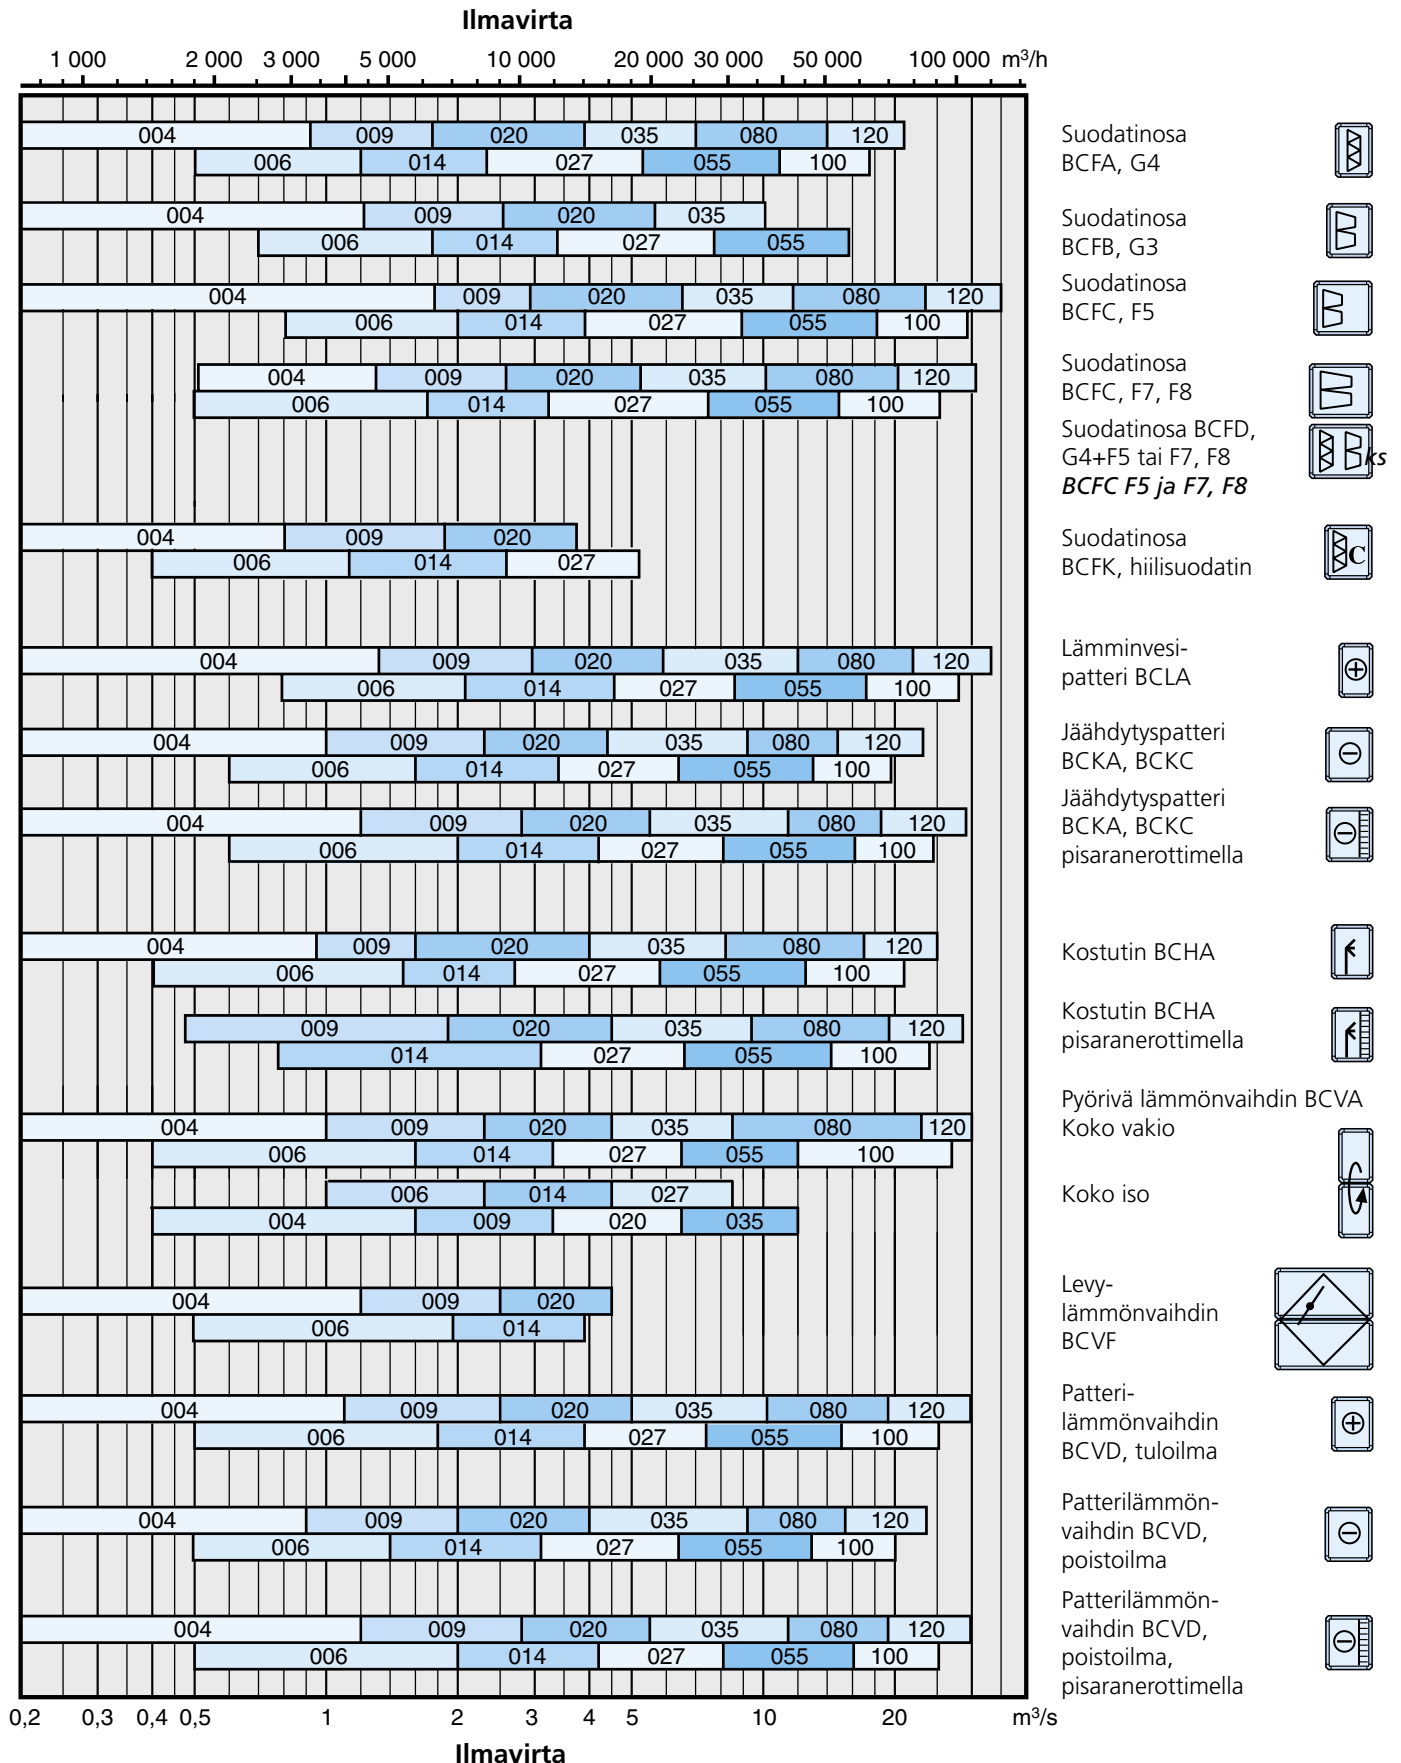 Ilmavirta
1 000 2 000 3 000 5 000 10 000 20 000 30 000 50 000 100 000 m³/h
004 009 020 035 080 120
006 014 027 055 100
Suodatinosa
BCFA, G4
004 009 020 035
006 014 027 055
Suodatinosa
BCFB, G3
004 009 020 035 080 120
006 014 027 055 100
Suodatinosa
BCFC, F5
004 009 020 035 080 120
006 014 027 055 100
Suodatinosa
BCFC, F7, F8
Suodatinosa BCFD,
G4+F5 tai F7, F8 ks
BCFC F5 ja F7, F8
004 009 020
006 014 027
Suodatinosa
BCFK, hiilisuodatin
C
004 009 020 035 080 120
006 014 027 055 100
Lämminvesi-
patteri BCLA
004 009 020 035 080 120
006 014 027 055 100
Jäähdytyspatteri
BCKA, BCKC
004 009 020 035 080 120
006 014 027 055 100
Jäähdytyspatteri
BCKA, BCKC
pisaranerottimella
004 009 020 035 080 120
006 014 027 055 100
Kostutin BCHA
009 020 035 080 120
014 027 055 100
Kostutin BCHA
pisaranerottimella
Pyörivä lämmönvaihdin BCVA
Koko vakio
004 009 020 035 080 120
006 014 027 055 100
006 014 027
004 009 020 035
Koko iso
004 009 020
006 014
Levy-
lämmönvaihdin
BCVF
004 009 020 035 080 120
006 014 027 055 100
Patteri-
lämmönvaihdin
BCVD, tuloilma
004 009 020 035 080 120
006 014 027 055 100
Patterilämmön-
vaihdin BCVD,
poistoilma
004 009 020 035 080 120
006 014 027 055 100
Patterilämmön-
vaihdin BCVD,
poistoilma,
pisaranerottimella
0,2 0,3 0,4 0,5 1 2 3 4 5 10 20 m³/s
Ilmavirta